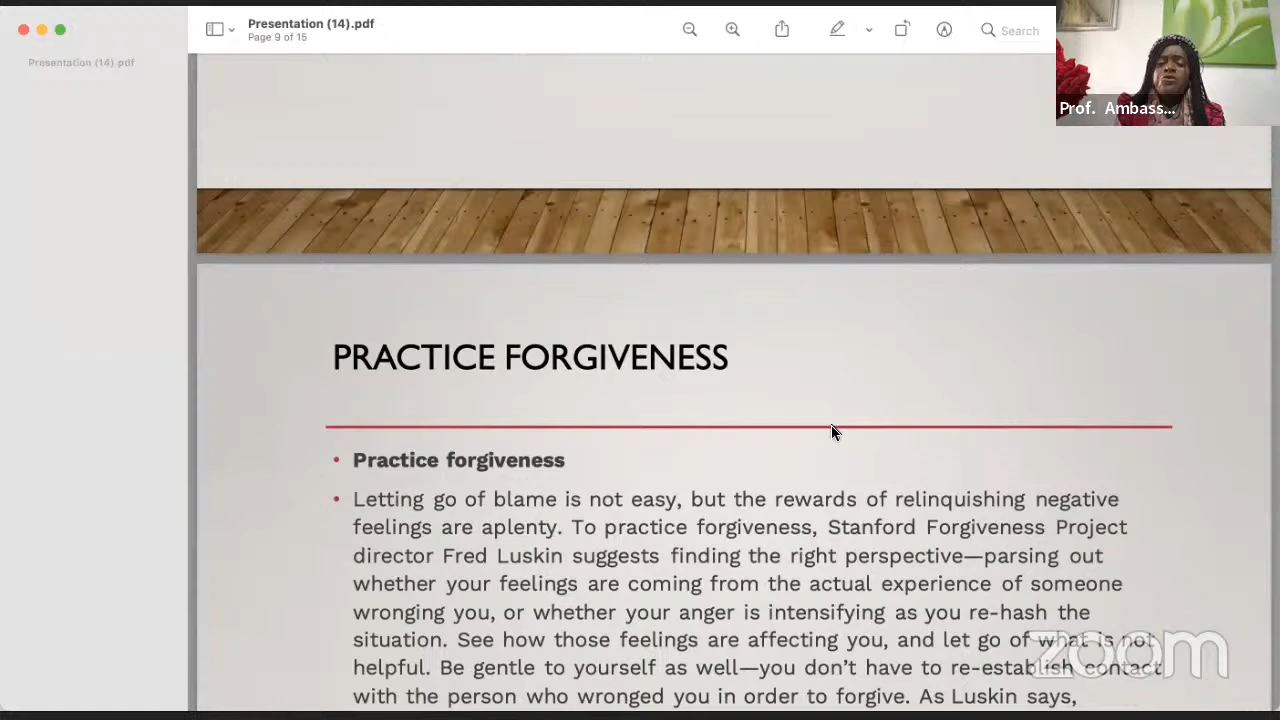 Presentation (14).pdf
Page 9 of 15
Search
Presentation (14).pdf
Prof. Ambass...
PRACTICE FORGIVENESS
• Practice forgiveness
• Letting go of blame is not easy, but the rewards of relinquishing negative
feelings are aplenty. To practice forgiveness, Stanford Forgiveness Project
director Fred Luskin suggests finding the right perspective—parsing out
whether your feelings are coming from the actual experience of someone
wronging you, or whether your anger is intensifying as you re-hash the
situation. See how those feelings are affecting you, and let go of what is not
helpful. Be gentle to yourself as well—you don't have to re-establish contact
with the person who wronged you in order to forgive. As Luskin says,
zoom